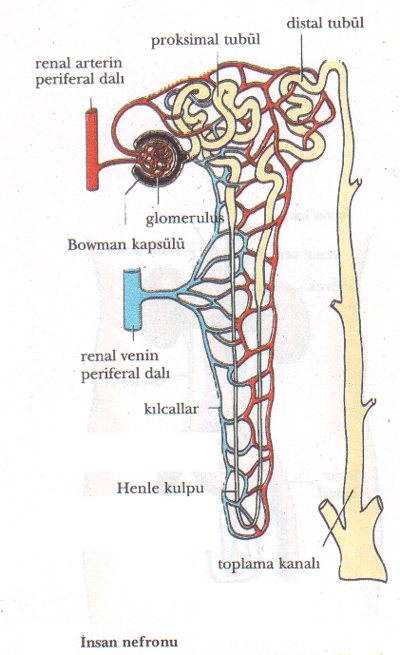 distal tubül
proksimal tubül
renal arterin
periferal dalı
glomerulus
Bowman kapsülü
renal venin
periferal dalı
kılcallar
Henle kulpu
toplama kanalı
İnsan nefronu